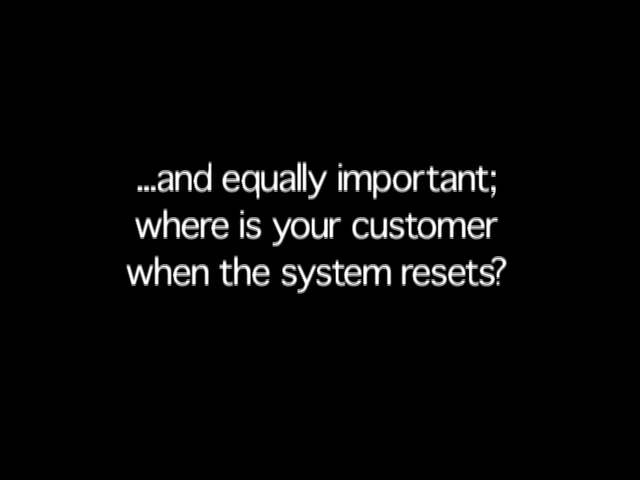 ...and equally important;
where is your customer
when the system resets?